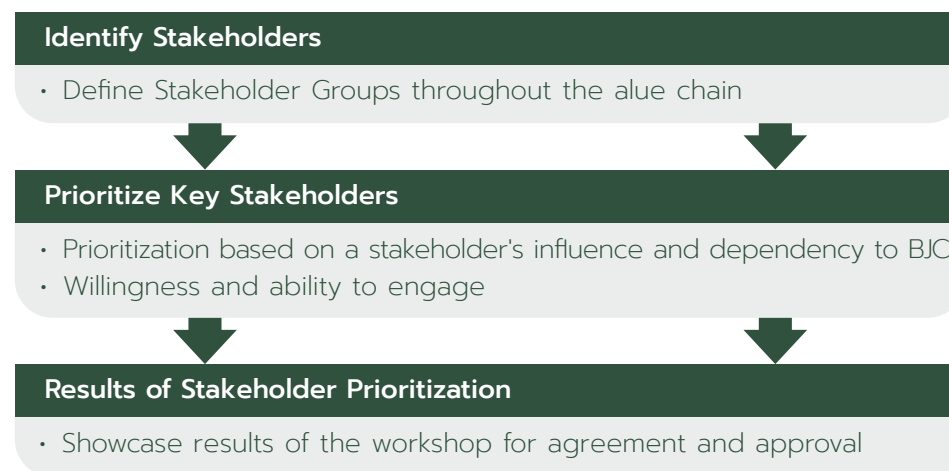 Identify Stakeholders
• Define Stakeholder Groups throughout the alue chain
Prioritize Key Stakeholders
• Prioritization based on a stakeholder's influence and dependency to BJC
• Willingness and ability to engage
Results of Stakeholder Prioritization
• Showcase results of the workshop for agreement and approval